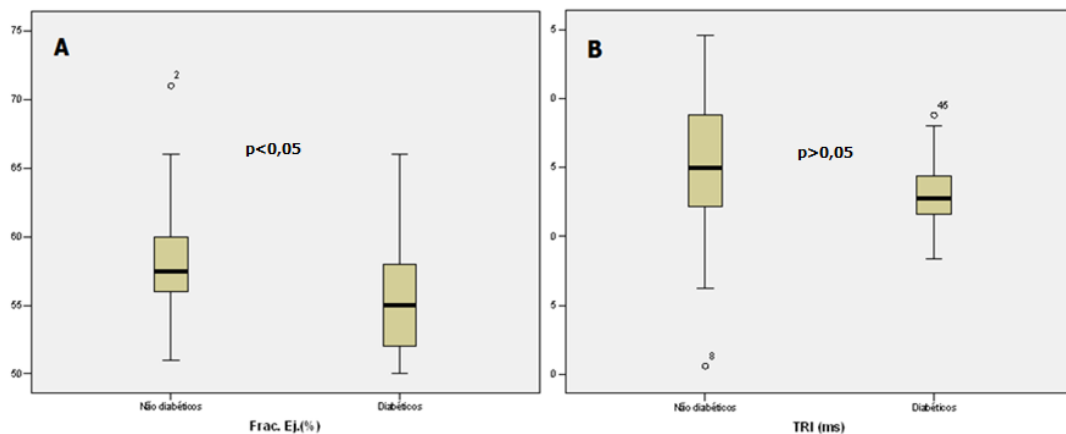 A
75
70
65
60
55
50
2
p<0,05
Não diabéticos
Diabéticos
Frac. Ej.(%)
B
5
0
5
0
5
0
46
8
p>0,05
Não diabéticos
Diabéticos
TRI (ms)